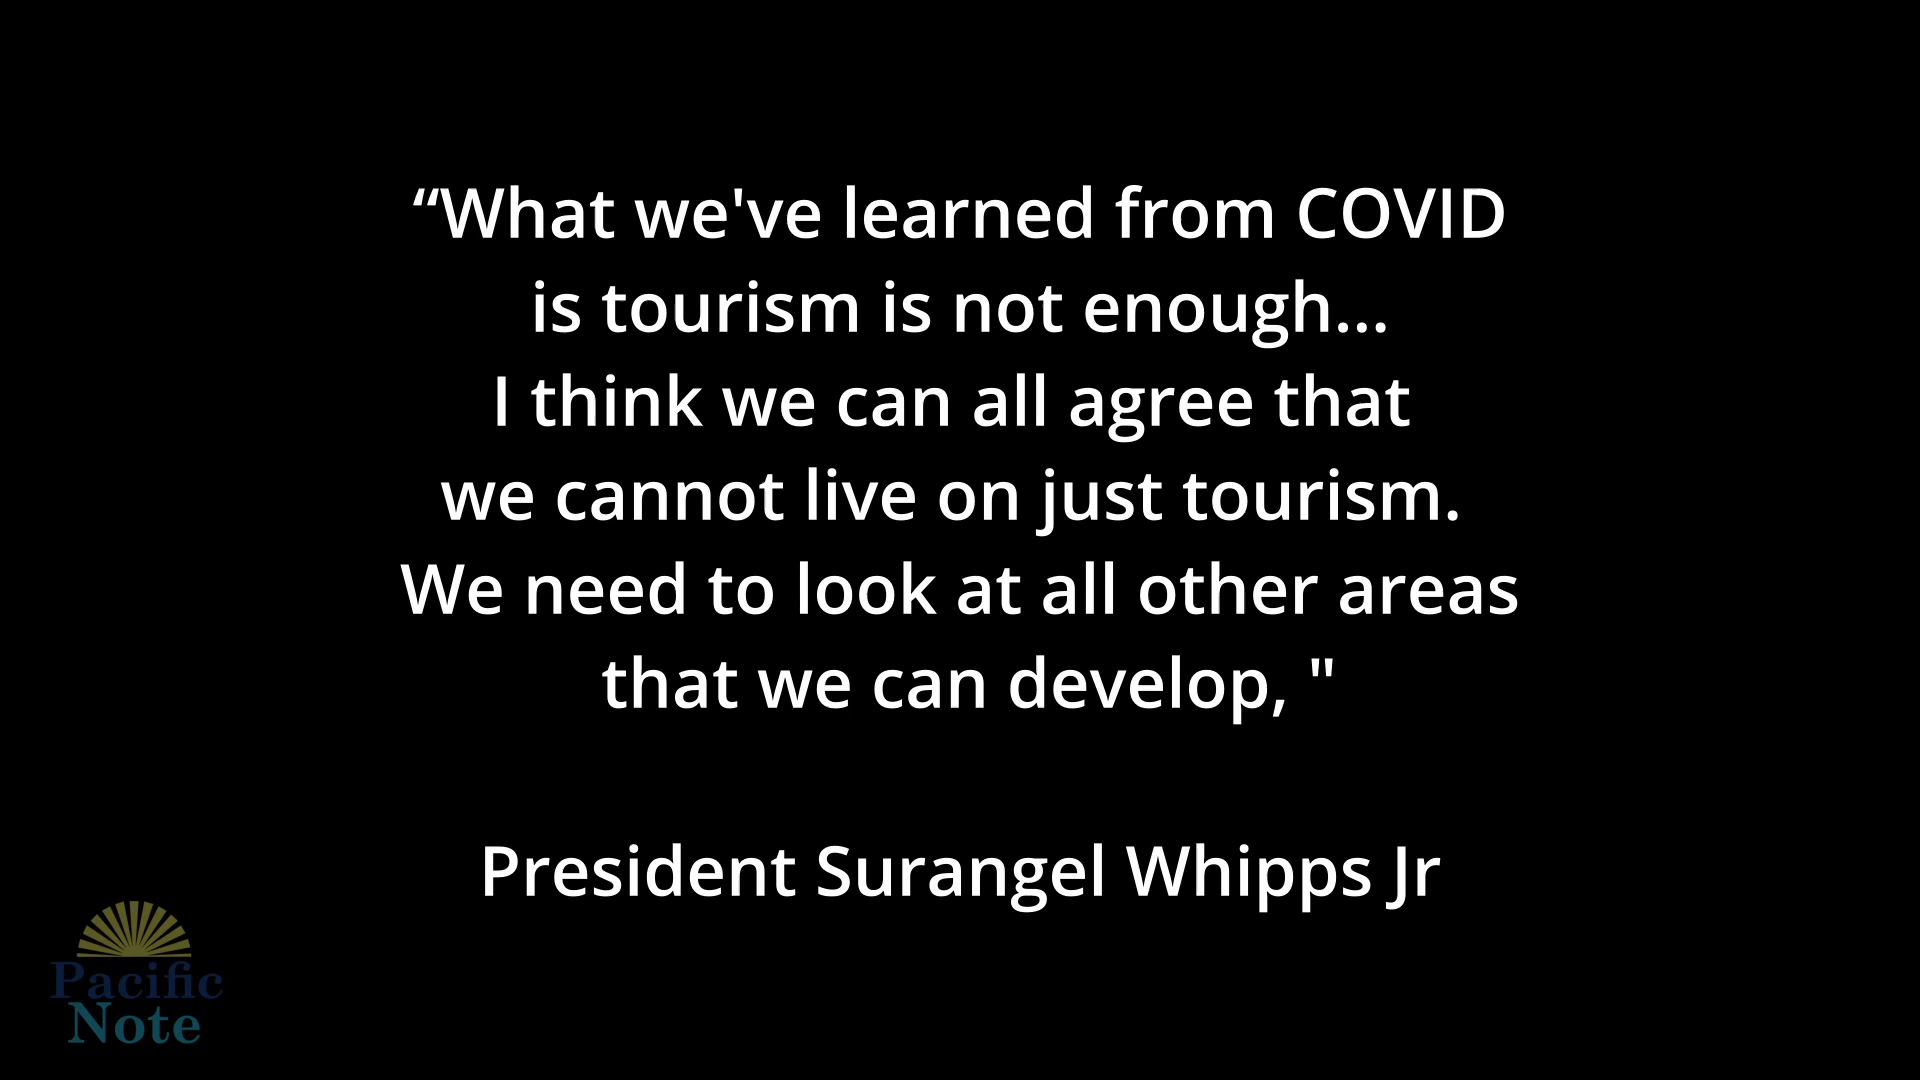 “What we've learned from COVID
is tourism is not enough...
I think we can all agree that
we cannot live on just tourism.
We need to look at all other areas
that we can develop, "
President Surangel Whipps Jr
Pacific
Note